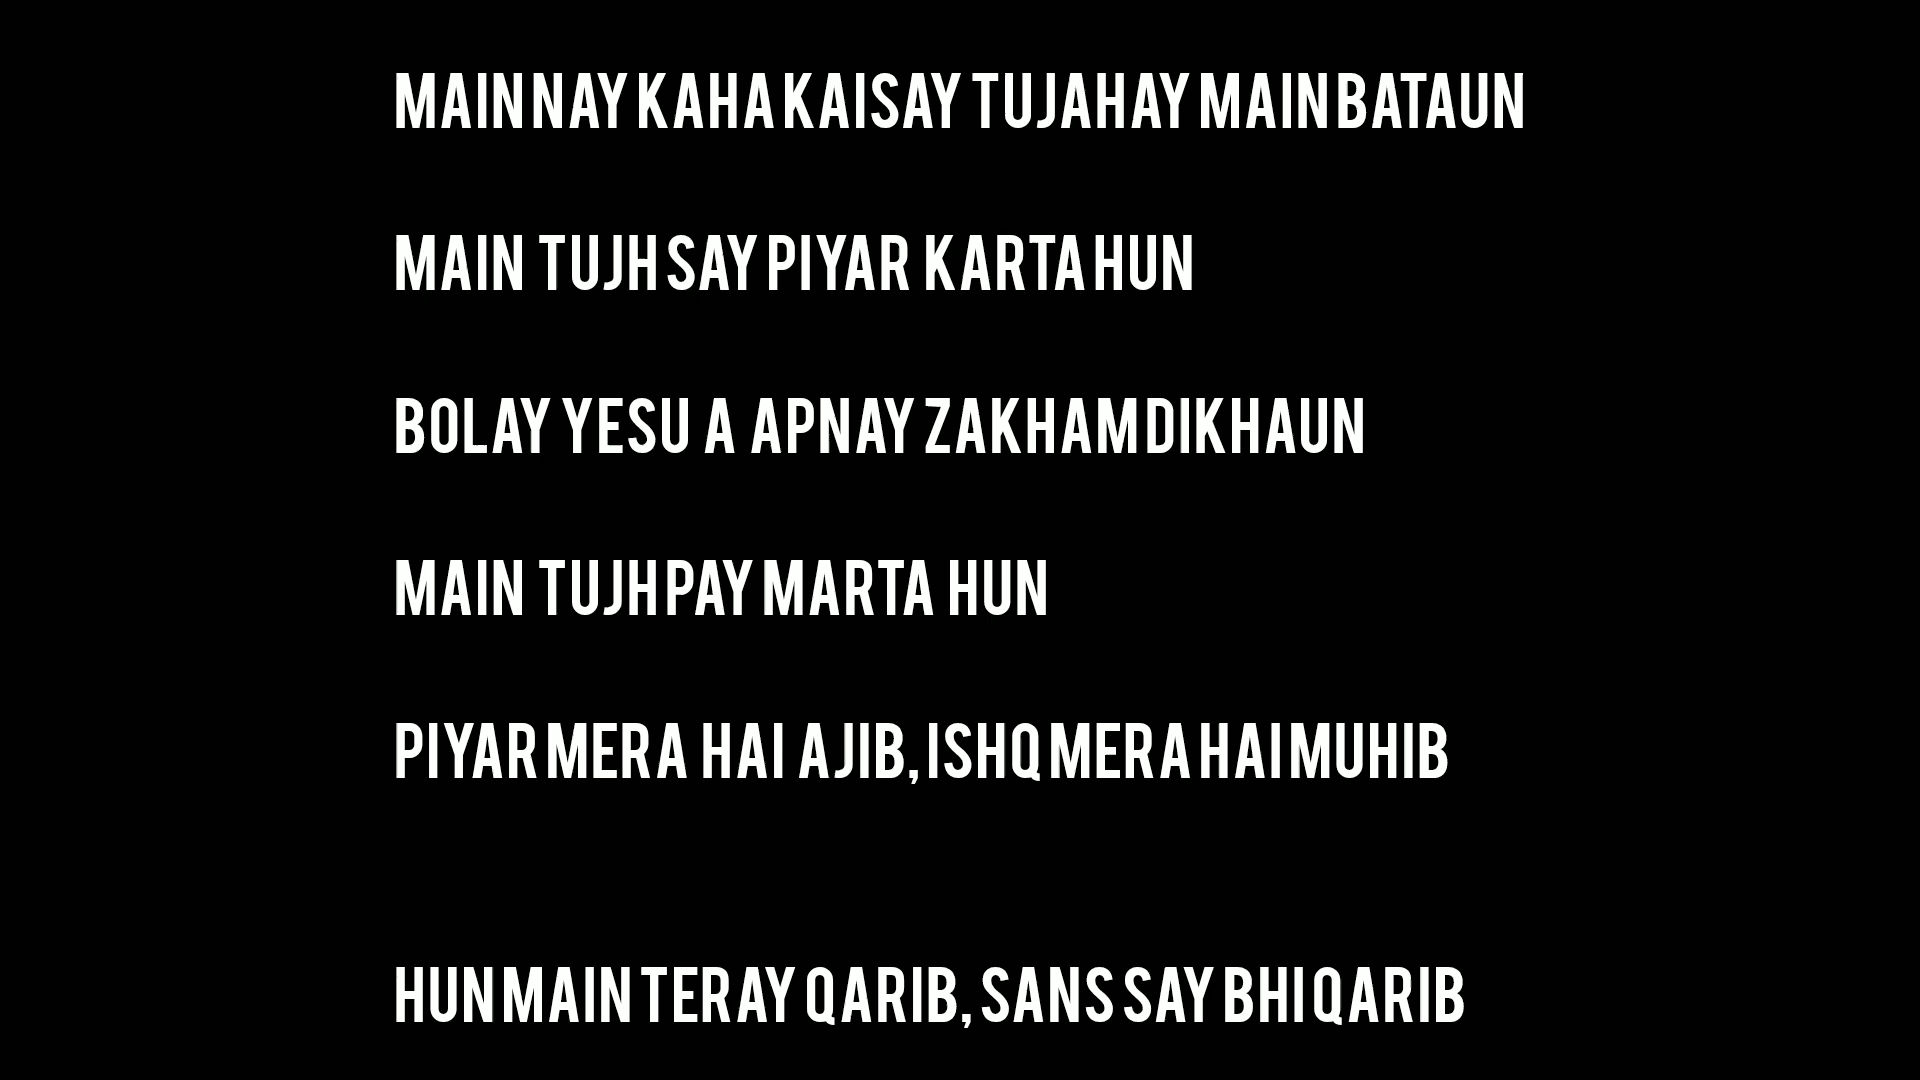 MAIN NAY KAHA KAISAY TUJAHAY MAIN BATAUN
MAIN TUJH SAY PIYAR KARTA HUN
BOLAY YESU A APNAY ZAKHAM DIKHAUN
MAIN TUJH PAY MARTA HUN
PIYAR MERA HAI AJIB, ISHQ MERA HAI MUHIB
HUN MAIN TERAY QARIB, SANS SAY BHI QARIB